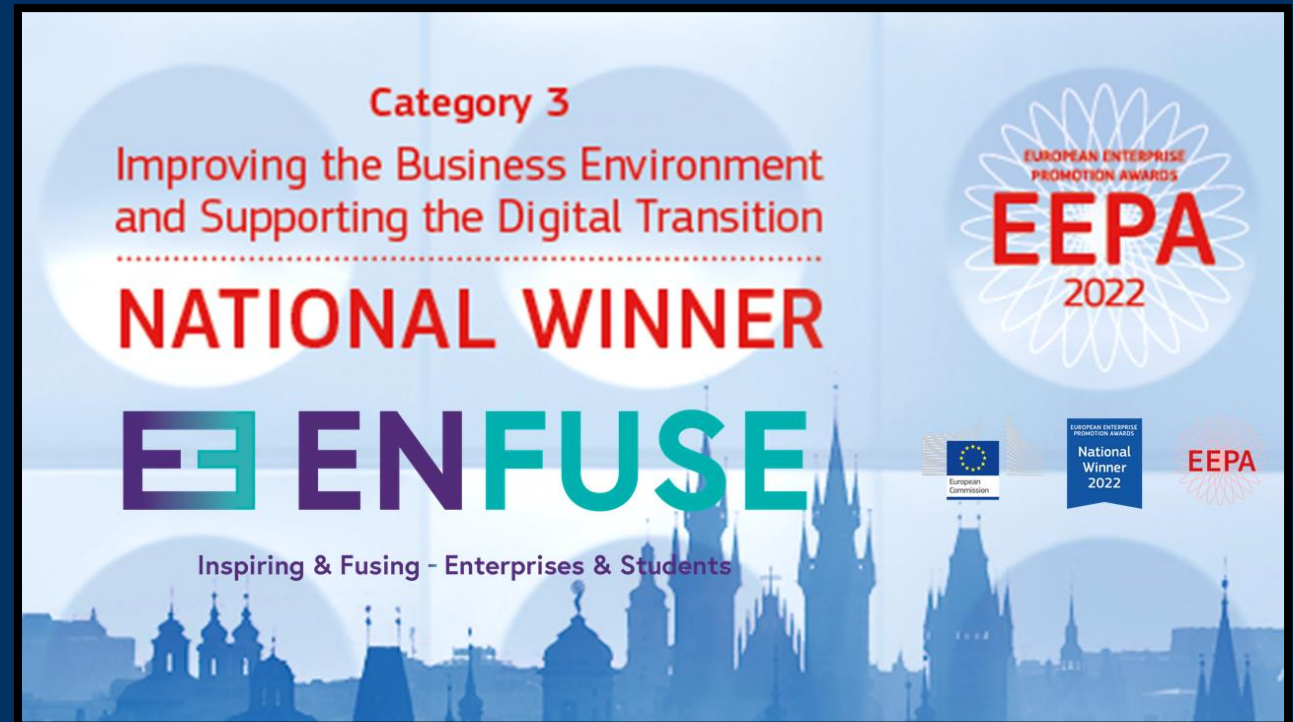 Category 3
Improving the Business Environment
and Supporting the Digital Transition
NATIONAL WINNER
ENFUSE
Inspiring & Fusing - Enterprises & Students
EUROPEAN ENTERPRISE
PROMOTION AWARDS
EEPA
2022
European
Commission
EUROPEAN ENTERPRISE
PROMOTION AWARDS
National
Winner
2022
EEPA